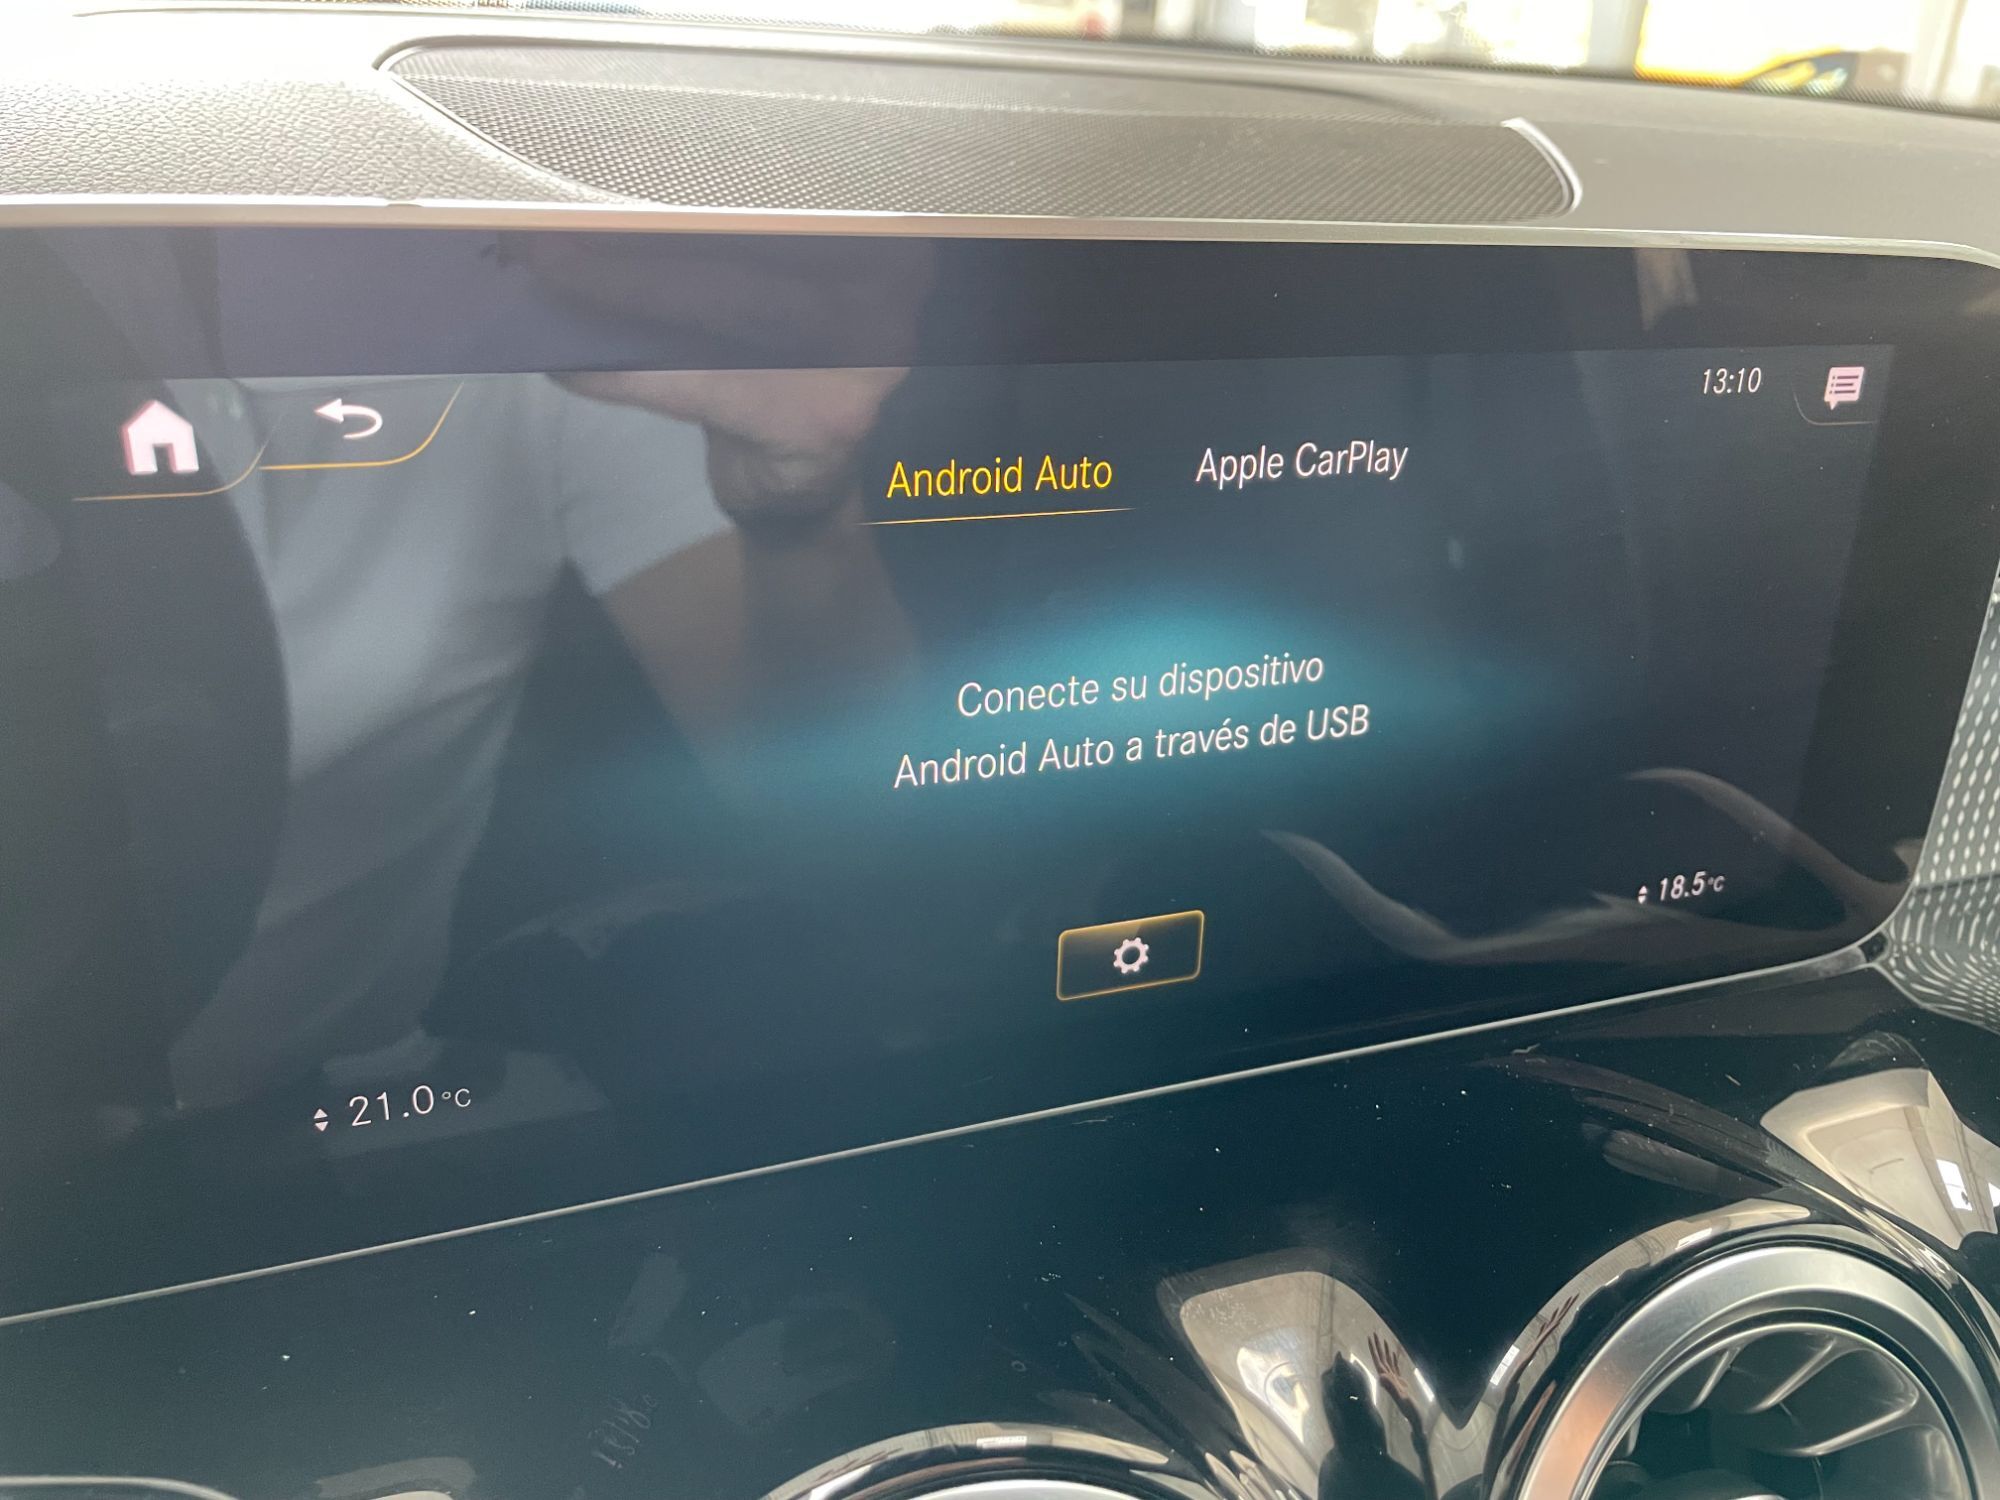 13:10
Android Auto Apple CarPlay
Conecte su dispositivo
Android Auto a través de USB
18.5°C
21.0°C